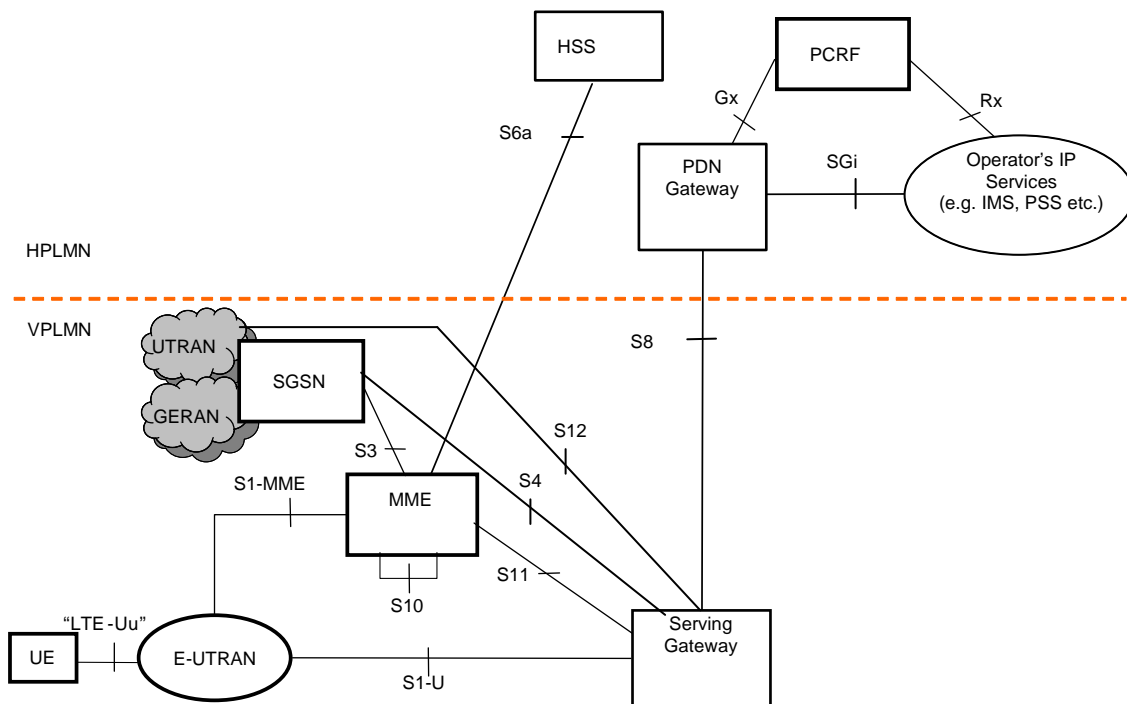 HSS
PCRF
Gx
Rx
S6a
PDN
Gateway
SGi
Operator's IP
Services
(e.g. IMS, PSS etc.)
HPLMN
VPLMN
UTRAN
SGSN
GERAN
S8
S12
S3
S4
S1-MME
MME
S11
S10
"LTE-Uu"
UE
E-UTRAN
S1-U
Serving
Gateway